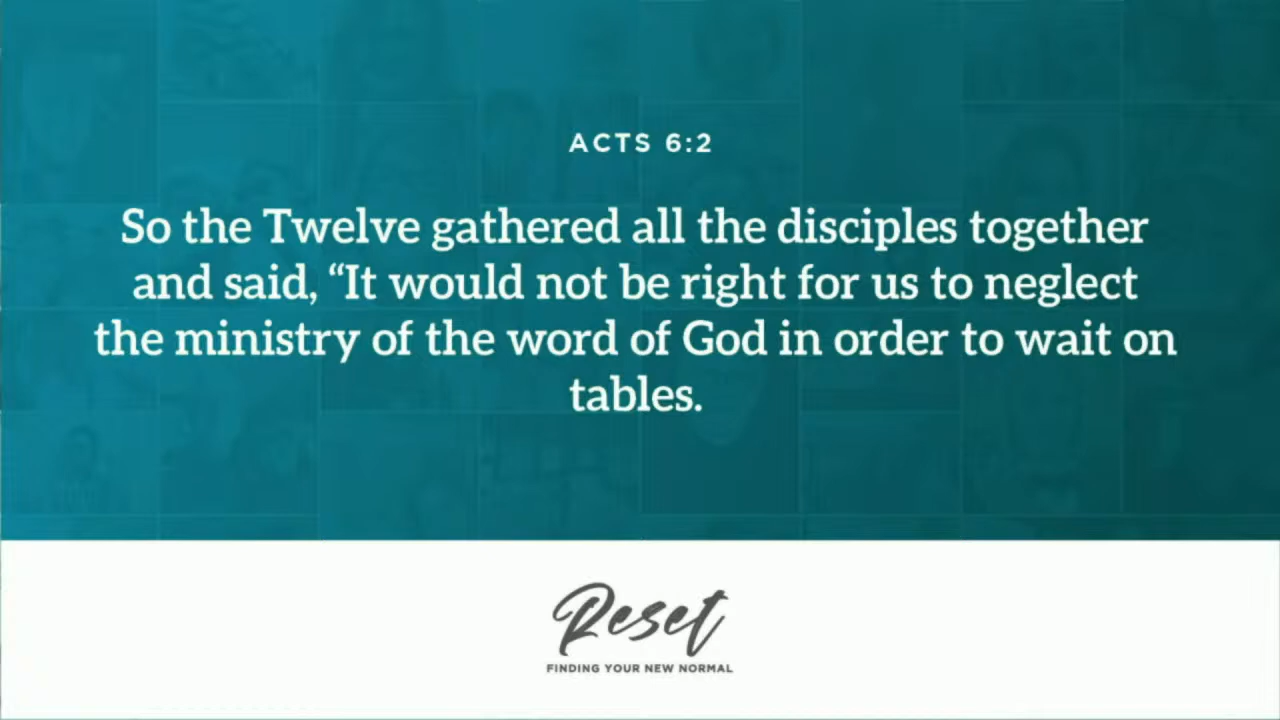 ACTS 6:2
So the Twelve gathered all the disciples together
and said, “It would not be right for us to neglect
the ministry of the word of God in order to wait on
tables.
Reset
FINDING YOUR NEW NORMAL